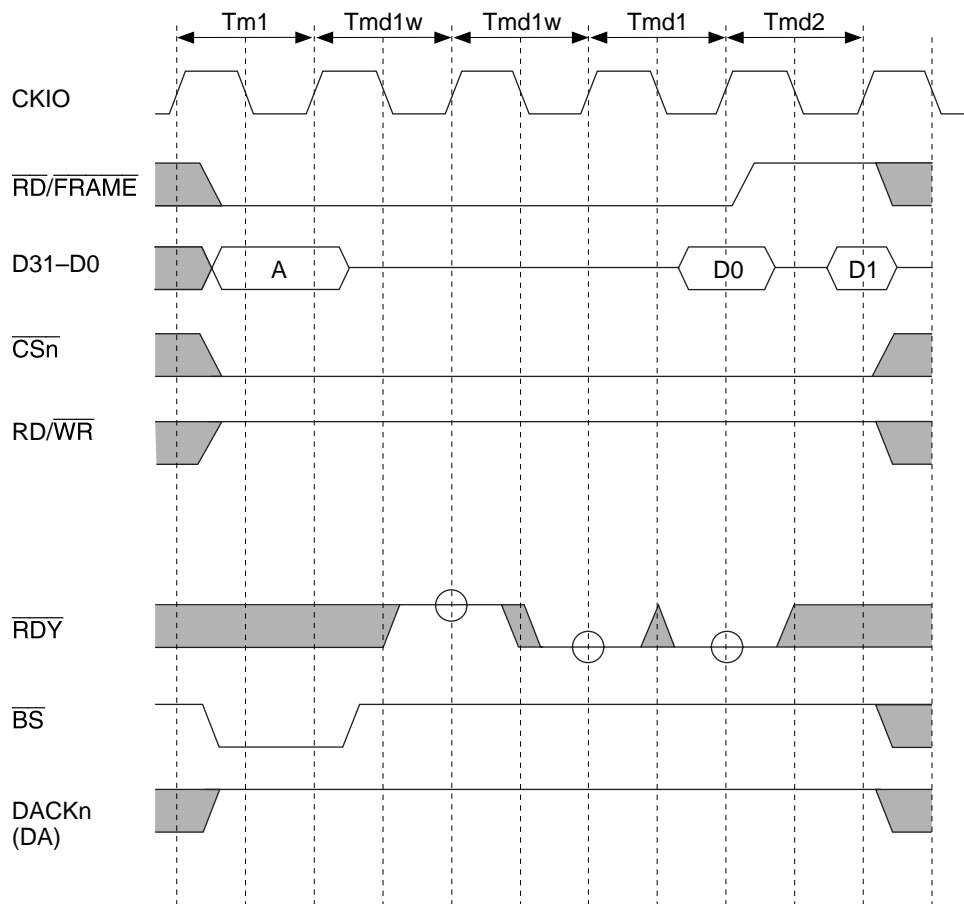 Tm1 Tmd1w Tmd1w Tmd1 Tmd2
CKIO
RD/FRAME
D31–D0 A D0 D1
CSn
RD/WR
RDY
BS
DACKn
(DA)